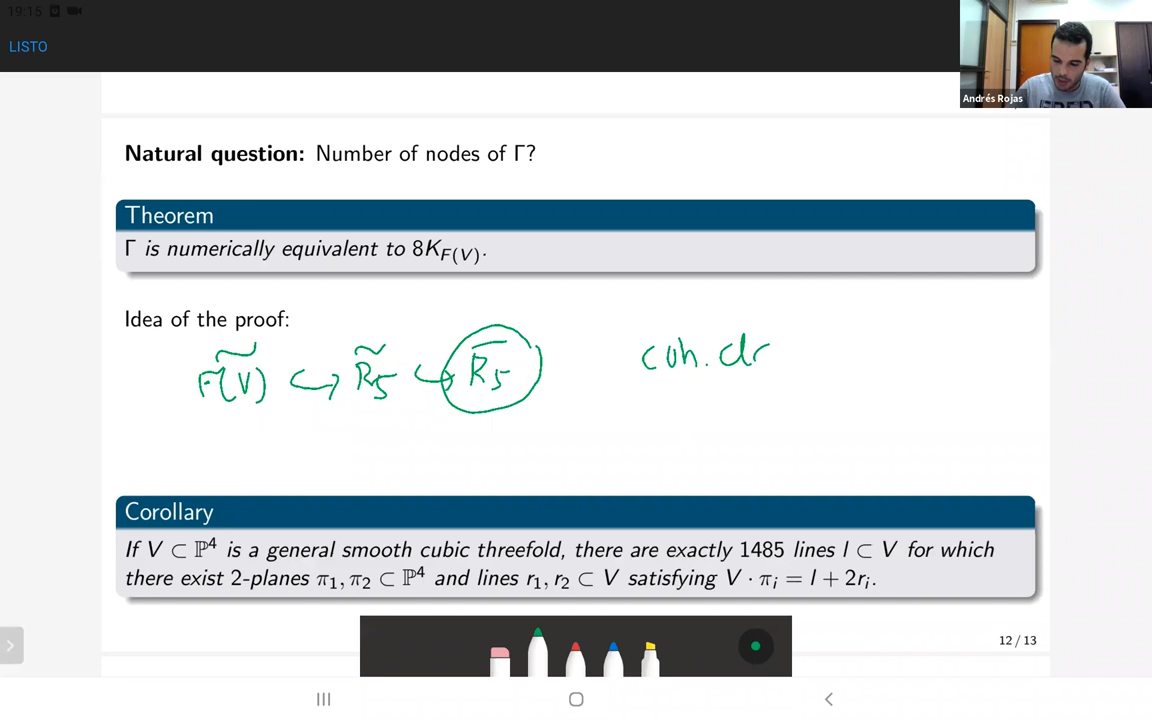 19:15
LISTO
Andrés Rojas
Natural question: Number of nodes of Γ?
Theorem
Γ is numerically equivalent to 8K_{F(V)}.
Idea of the proof:
F(V) ↪ R̃₅ ↪ R̅₅ coh. cl
Corollary
If V ⊂ ℙ⁴ is a general smooth cubic threefold, there are exactly 1485 lines l ⊂ V for which
there exist 2-planes π₁, π₂ ⊂ ℙ⁴ and lines r₁, r₂ ⊂ V satisfying V · πᵢ = l + 2rᵢ.
12 / 13